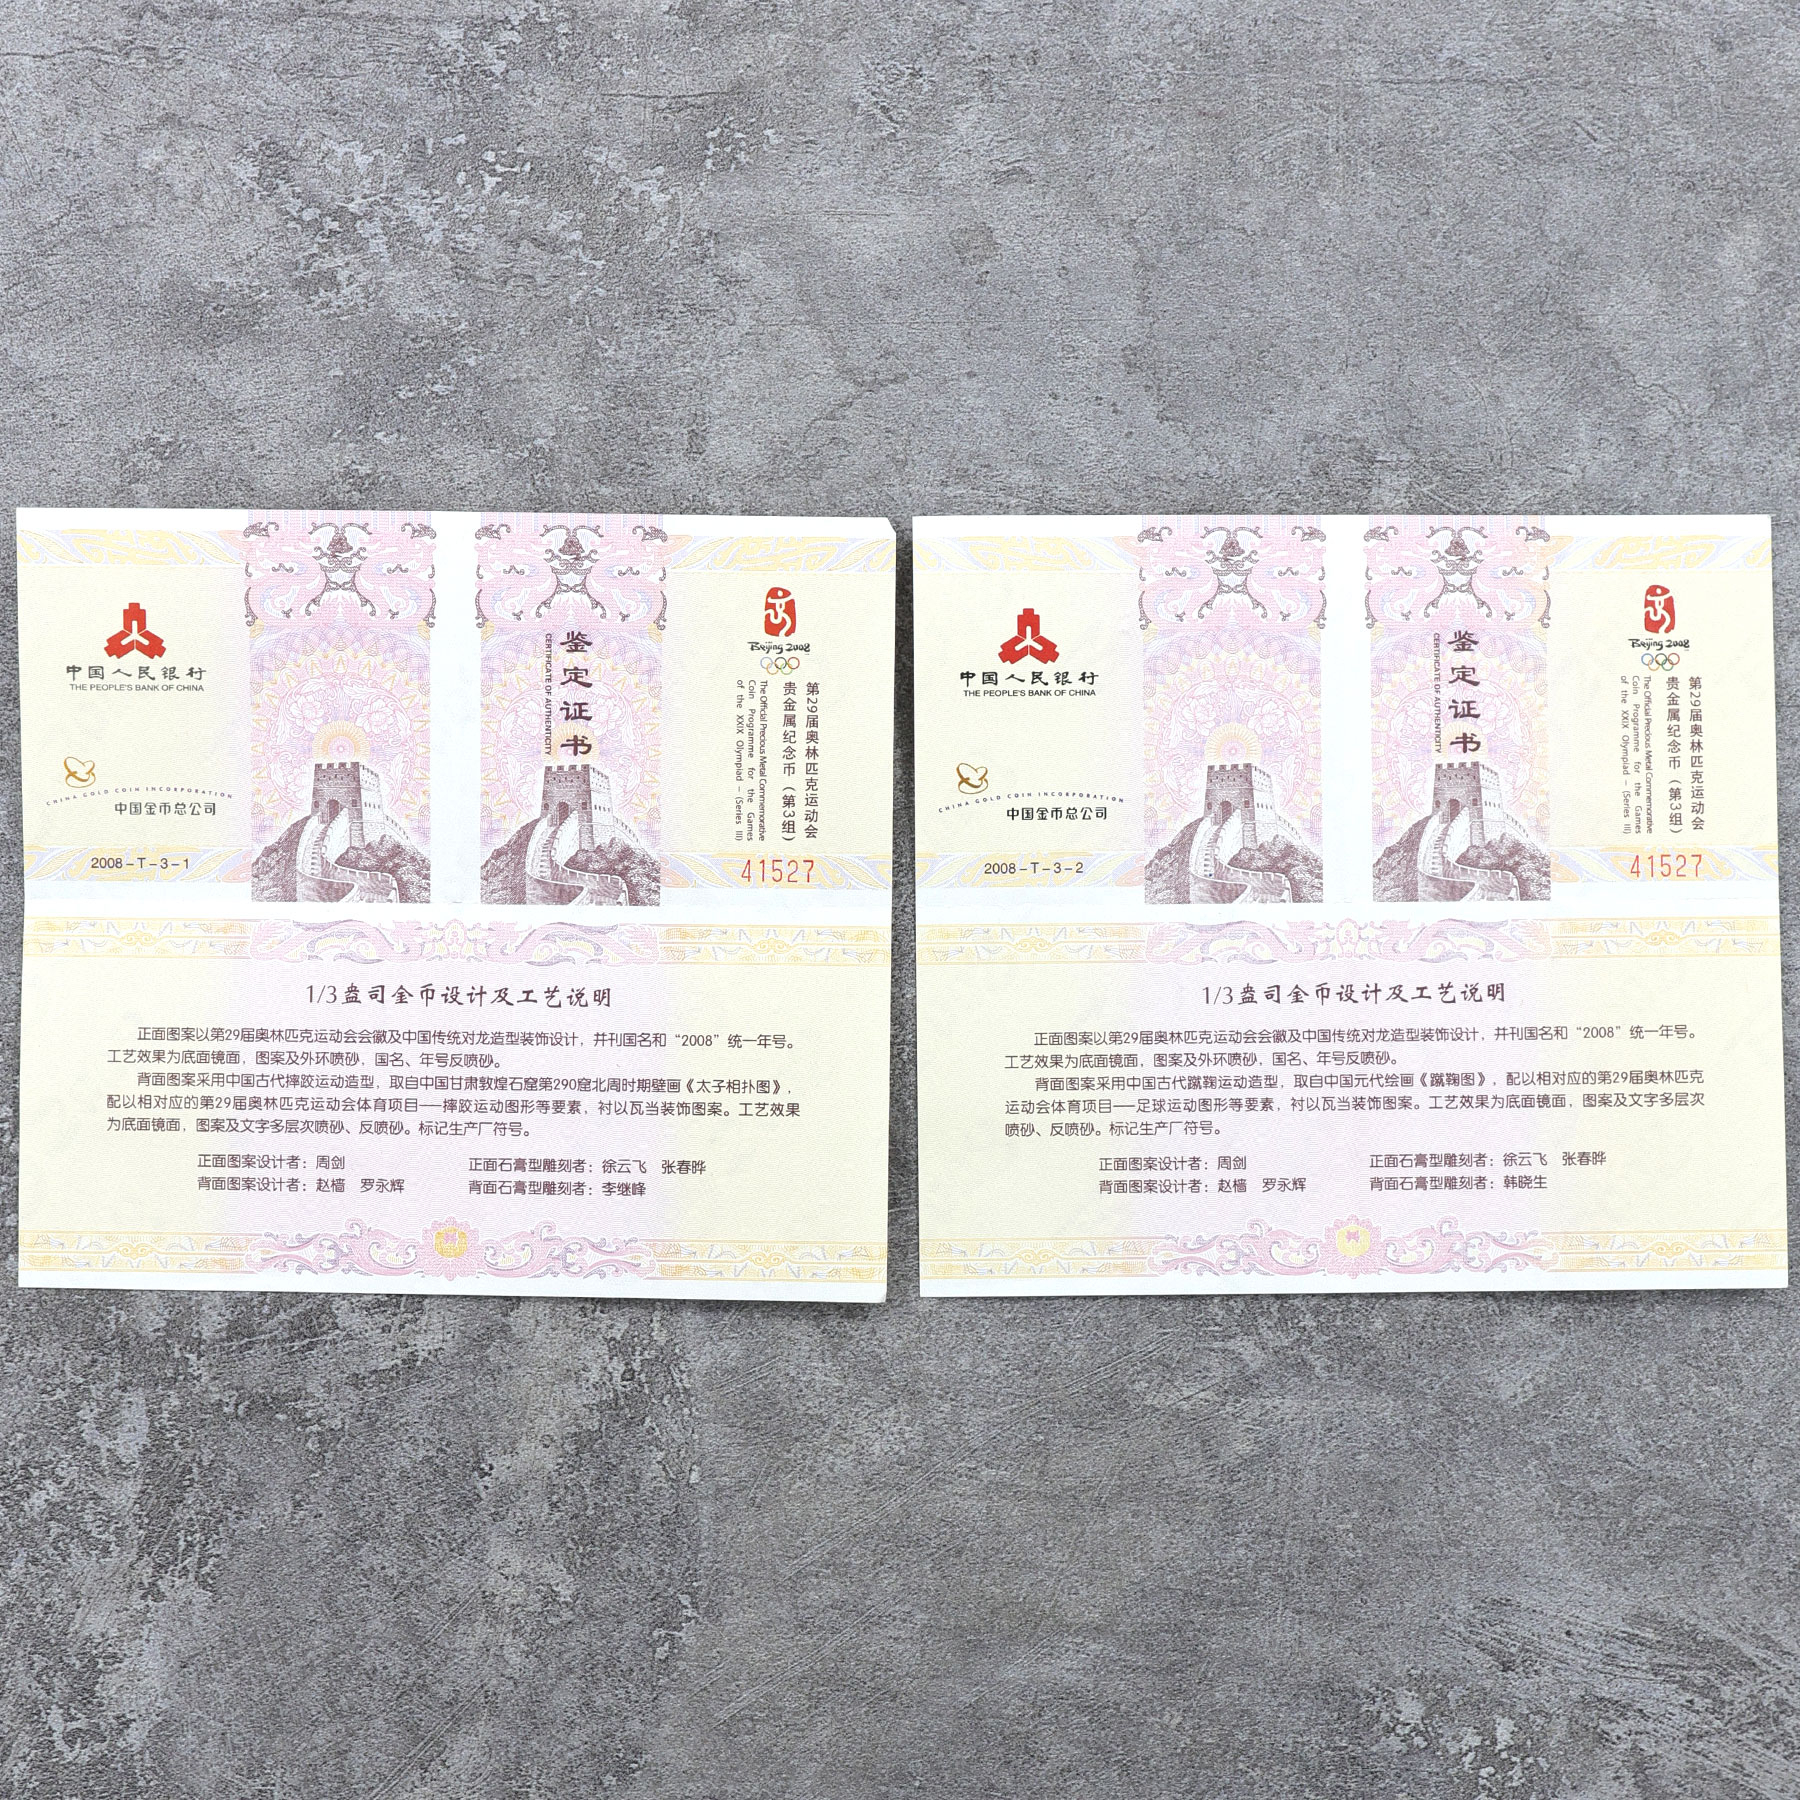 中国人民银行
THE PEOPLE'S BANK OF CHINA
CHINA GOLD COIN INCORPORATION
中国金币总公司
2008-T-3-1
鉴定证书
CERTIFICATE OF AUTHENTICITY
Beijing 2008
第29届奥林匹克运动会
贵金属纪念币（第3组）
The Official Precious Metal Commemorative
Coin Programme for the Games
of the XXIX Olympiad – (Series III)
41527
1/3盎司金币设计及工艺说明
正面图案以第29届奥林匹克运动会会徽及中国传统对龙造型装饰设计，并刊国名和“2008”统一年号。
工艺效果为底面镜面，图案及外环喷砂，国名、年号反喷砂。
背面图案采用中国古代摔跤运动造型，取自中国甘肃敦煌石窟第290窟北周时期壁画《太子相扑图》，
配以相对应的第29届奥林匹克运动会体育项目——摔跤运动图形等要素，衬以瓦当装饰图案。工艺效果
为底面镜面，图案及文字多层次喷砂、反喷砂。标记生产厂符号。
正面图案设计者：周剑 正面石膏型雕刻者：徐云飞 张春晔
背面图案设计者：赵樯 罗永辉 背面石膏型雕刻者：李继峰
中国人民银行
THE PEOPLE'S BANK OF CHINA
CHINA GOLD COIN INCORPORATION
中国金币总公司
2008-T-3-2
鉴定证书
CERTIFICATE OF AUTHENTICITY
Beijing 2008
第29届奥林匹克运动会
贵金属纪念币（第3组）
The Official Precious Metal Commemorative
Coin Programme for the Games
of the XXIX Olympiad – (Series III)
41527
1/3盎司金币设计及工艺说明
正面图案以第29届奥林匹克运动会会徽及中国传统对龙造型装饰设计，并刊国名和“2008”统一年号。
工艺效果为底面镜面，图案及外环喷砂，国名、年号反喷砂。
背面图案采用中国古代蹴鞠运动造型，取自中国元代绘画《蹴鞠图》，配以相对应的第29届奥林匹克
运动会体育项目——足球运动图形等要素，衬以瓦当装饰图案。工艺效果为底面镜面，图案及文字多层次
喷砂、反喷砂。标记生产厂符号。
正面图案设计者：周剑 正面石膏型雕刻者：徐云飞 张春晔
背面图案设计者：赵樯 罗永辉 背面石膏型雕刻者：韩晓生